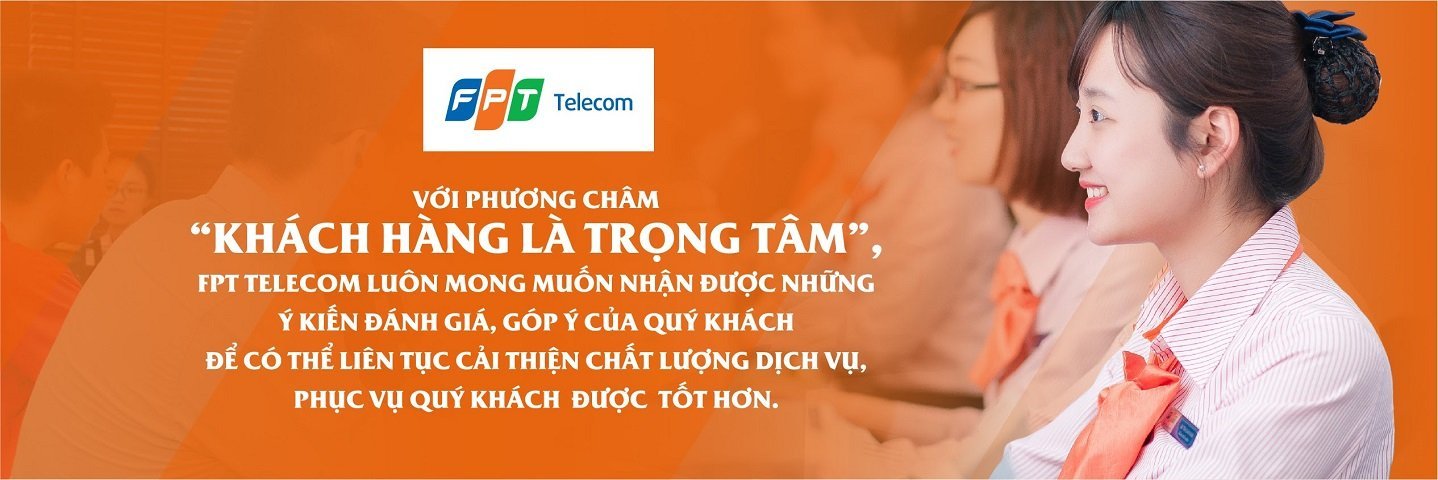 FPT Telecom
VỚI PHƯƠNG CHÂM
“KHÁCH HÀNG LÀ TRỌNG TÂM”,
FPT TELECOM LUÔN MONG MUỐN NHẬN ĐƯỢC NHỮNG
Ý KIẾN ĐÁNH GIÁ, GÓP Ý CỦA QUÝ KHÁCH
ĐỂ CÓ THỂ LIÊN TỤC CẢI THIỆN CHẤT LƯỢNG DỊCH VỤ,
PHỤC VỤ QUÝ KHÁCH ĐƯỢC TỐT HƠN.